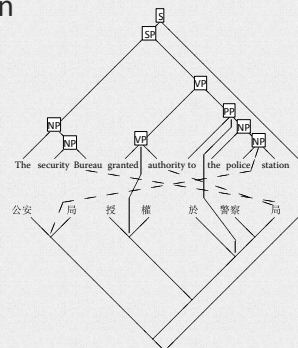 n
S
SP
VP
PP
NP
NP
NP
VP
NP
NP
The security Bureau granted authority to the police station
公安 局 授 權 於 警察 局